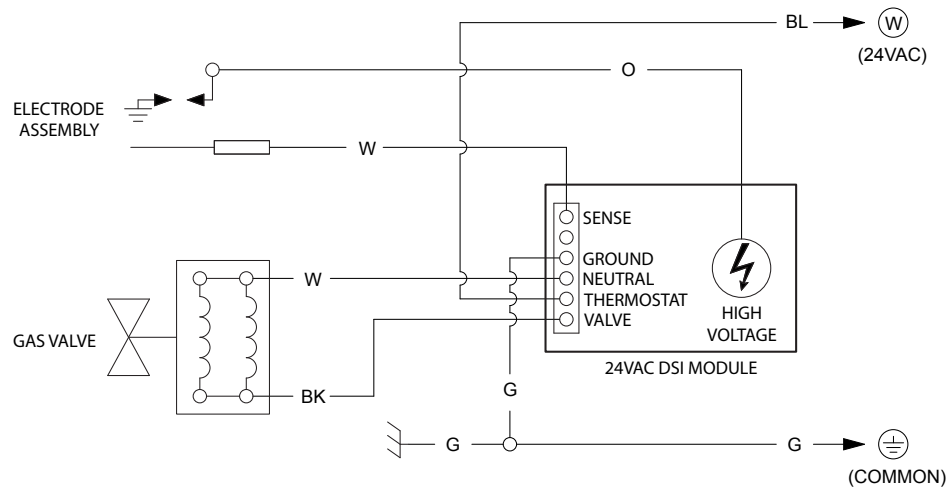 BL
W
(24VAC)
O
ELECTRODE
ASSEMBLY
W
SENSE
GROUND
NEUTRAL
THERMOSTAT
VALVE
HIGH
VOLTAGE
24VAC DSI MODULE
W
GAS VALVE
BK
G
G
G
(COMMON)